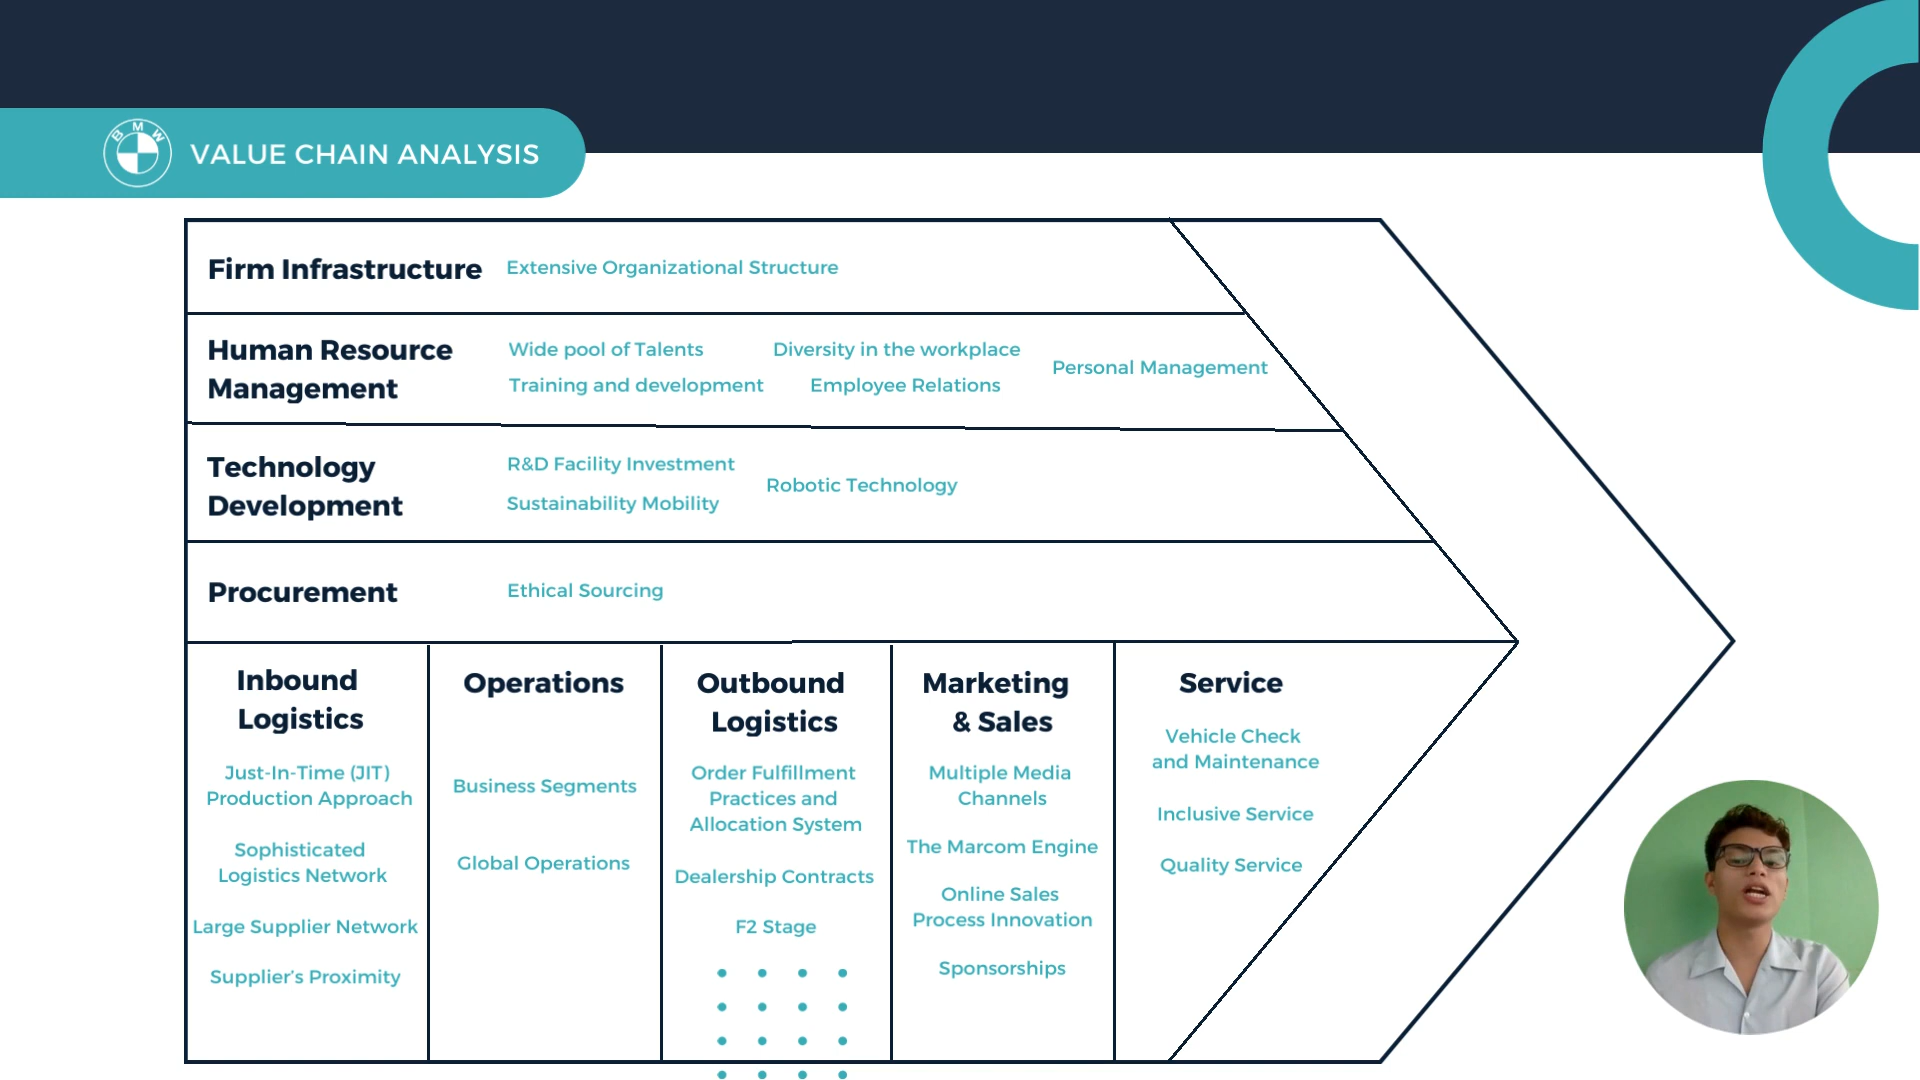 BMW
VALUE CHAIN ANALYSIS
Firm Infrastructure
Extensive Organizational Structure
Human Resource
Management
Wide pool of Talents
Diversity in the workplace
Personal Management
Training and development
Employee Relations
Technology
Development
R&D Facility Investment
Robotic Technology
Sustainability Mobility
Procurement
Ethical Sourcing
Inbound
Logistics
Just-In-Time (JIT)
Production Approach
Sophisticated
Logistics Network
Large Supplier Network
Supplier’s Proximity
Operations
Business Segments
Global Operations
Outbound
Logistics
Order Fulfillment
Practices and
Allocation System
Dealership Contracts
F2 Stage
Marketing
& Sales
Multiple Media
Channels
The Marcom Engine
Online Sales
Process Innovation
Sponsorships
Service
Vehicle Check
and Maintenance
Inclusive Service
Quality Service